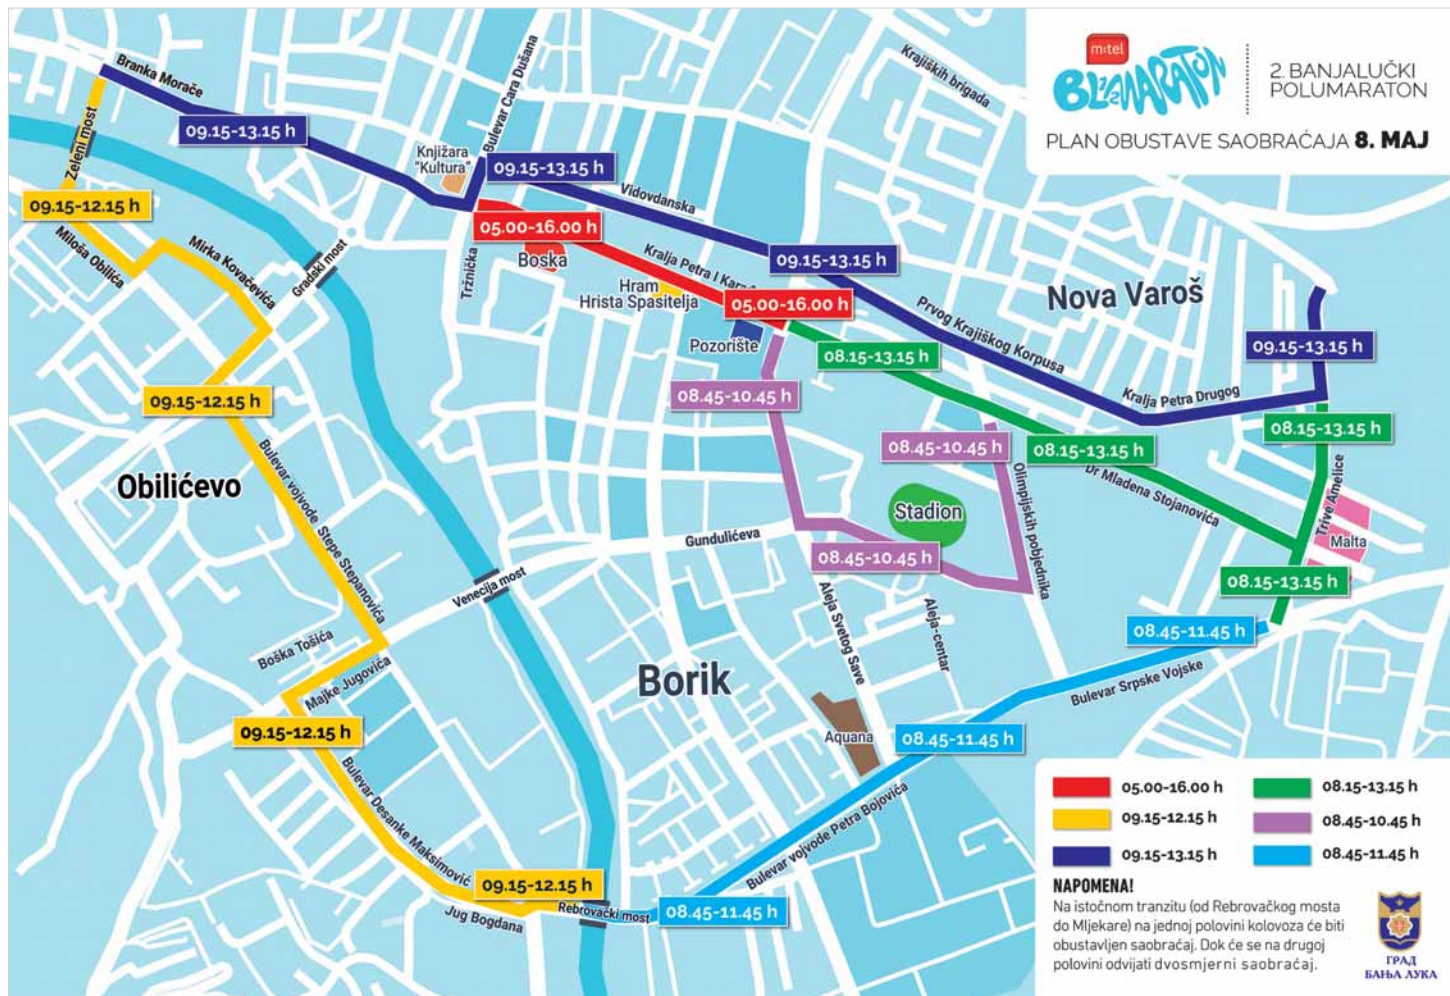 m:tel
BL 1/2 MARATON
2. BANJALUČKI
POLUMARATON
PLAN OBUSTAVE SAOBRAĆAJA 8. MAJ
Krajiških brigada
Branka Morače
Bulevar Cara Dušana
09.15-13.15 h
Zeleni most
Knjižara
"Kultura"
09.15-13.15 h
Vidovdanska
09.15-12.15 h
05.00-16.00 h
Boska
Miloša Obilića
Mirka Kovačevića
Gradski most
Tržnička
Kralja Petra I Kara
09.15-13.15 h
Hram
Hrista Spasitelja
05.00-16.00 h
Nova Varoš
Prvog Krajiškog Korpusa
Pozorište
08.15-13.15 h
09.15-13.15 h
09.15-12.15 h
08.45-10.45 h
Kralja Petra Drugog
08.15-13.15 h
08.45-10.45 h
08.15-13.15 h
Obilićevo
Bulevar vojvode Stepe Stepanovića
Dr Mladena Stojanovića
Olimpijskih pobjednika
Trive Amelice
Stadion
Malta
Gundulićeva
08.45-10.45 h
Venecija most
08.15-13.15 h
Aleja Svetog Save
Aleja-centar
08.45-11.45 h
Boška Tošića
Majke Jugovića
Borik
Bulevar Srpske Vojske
09.15-12.15 h
Aquana
08.45-11.45 h
Bulevar Desanke Maksimović
Bulevar vojvode Petra Bojovića
09.15-12.15 h
Jug Bogdana
Rebrovački most
08.45-11.45 h
05.00-16.00 h
08.15-13.15 h
09.15-12.15 h
08.45-10.45 h
09.15-13.15 h
08.45-11.45 h
NAPOMENA!
Na istočnom tranzitu (od Rebrovačkog mosta
do Mljekare) na jednoj polovini kolovoza će biti
obustavljen saobraćaj. Dok će se na drugoj
polovini odvijati dvosmjerni saobraćaj.
ГРАД
БАЊА ЛУКА